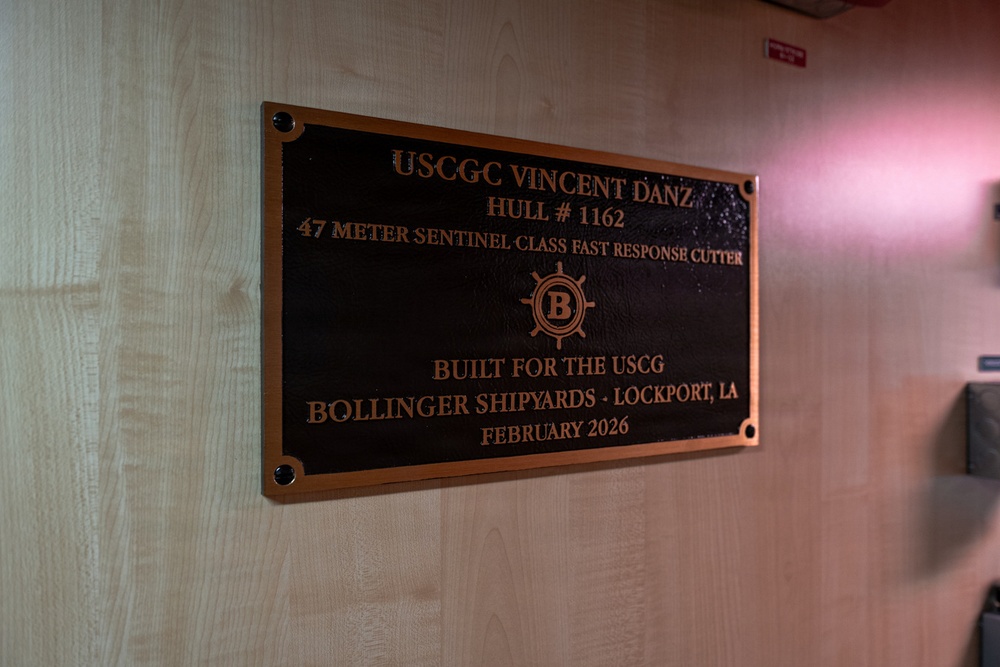 USCGC VINCENT DANZ
HULL # 1162
47 METER SENTINEL CLASS FAST RESPONSE CUTTER
B
BUILT FOR THE USCG
BOLLINGER SHIPYARDS · LOCKPORT, LA
FEBRUARY 2026